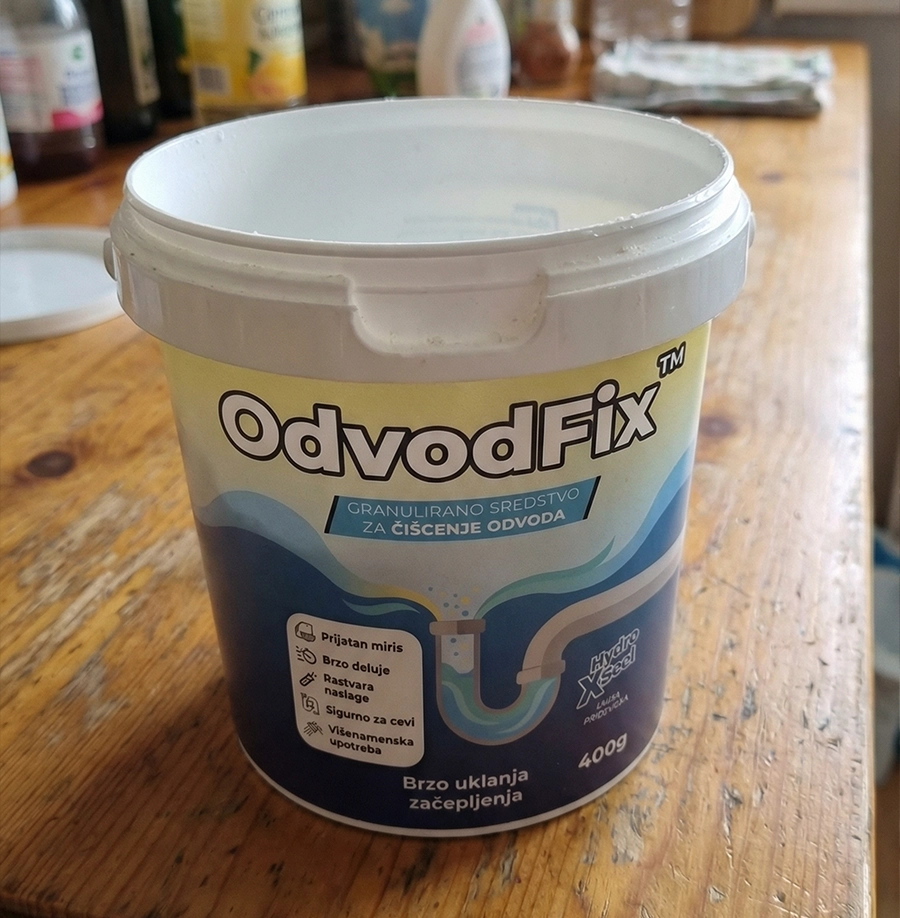 OdvodFix™
GRANULIRANO SREDSTVO
ZA ČIŠĆENJE ODVODA
Prijatan miris
Brzo deluje
Rastvara
naslage
Sigurno za cevi
Višenamenska
upotreba
Hydro
X Seel
400g
Brzo uklanja
začepljenja